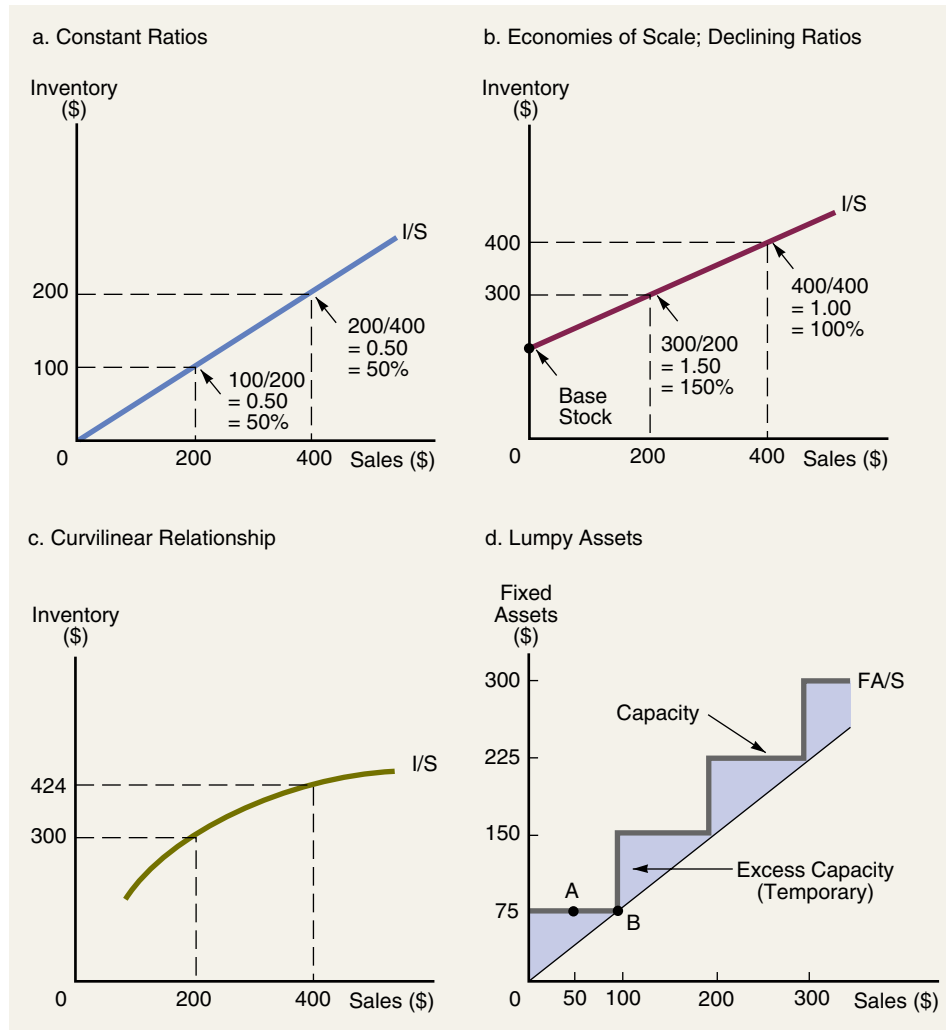 a. Constant Ratios
Inventory
($)
I/S
200
200/400
= 0.50
= 50%
100
100/200
= 0.50
= 50%
0
200
400
Sales ($)
b. Economies of Scale; Declining Ratios
Inventory
($)
I/S
400
400/400
= 1.00
= 100%
300
300/200
= 1.50
= 150%
Base
Stock
0
200
400
Sales ($)
c. Curvilinear Relationship
Inventory
($)
I/S
424
300
0
200
400
Sales ($)
d. Lumpy Assets
Fixed
Assets
($)
300
FA/S
Capacity
225
150
Excess Capacity
(Temporary)
A
75
B
0
50
100
200
300
Sales ($)